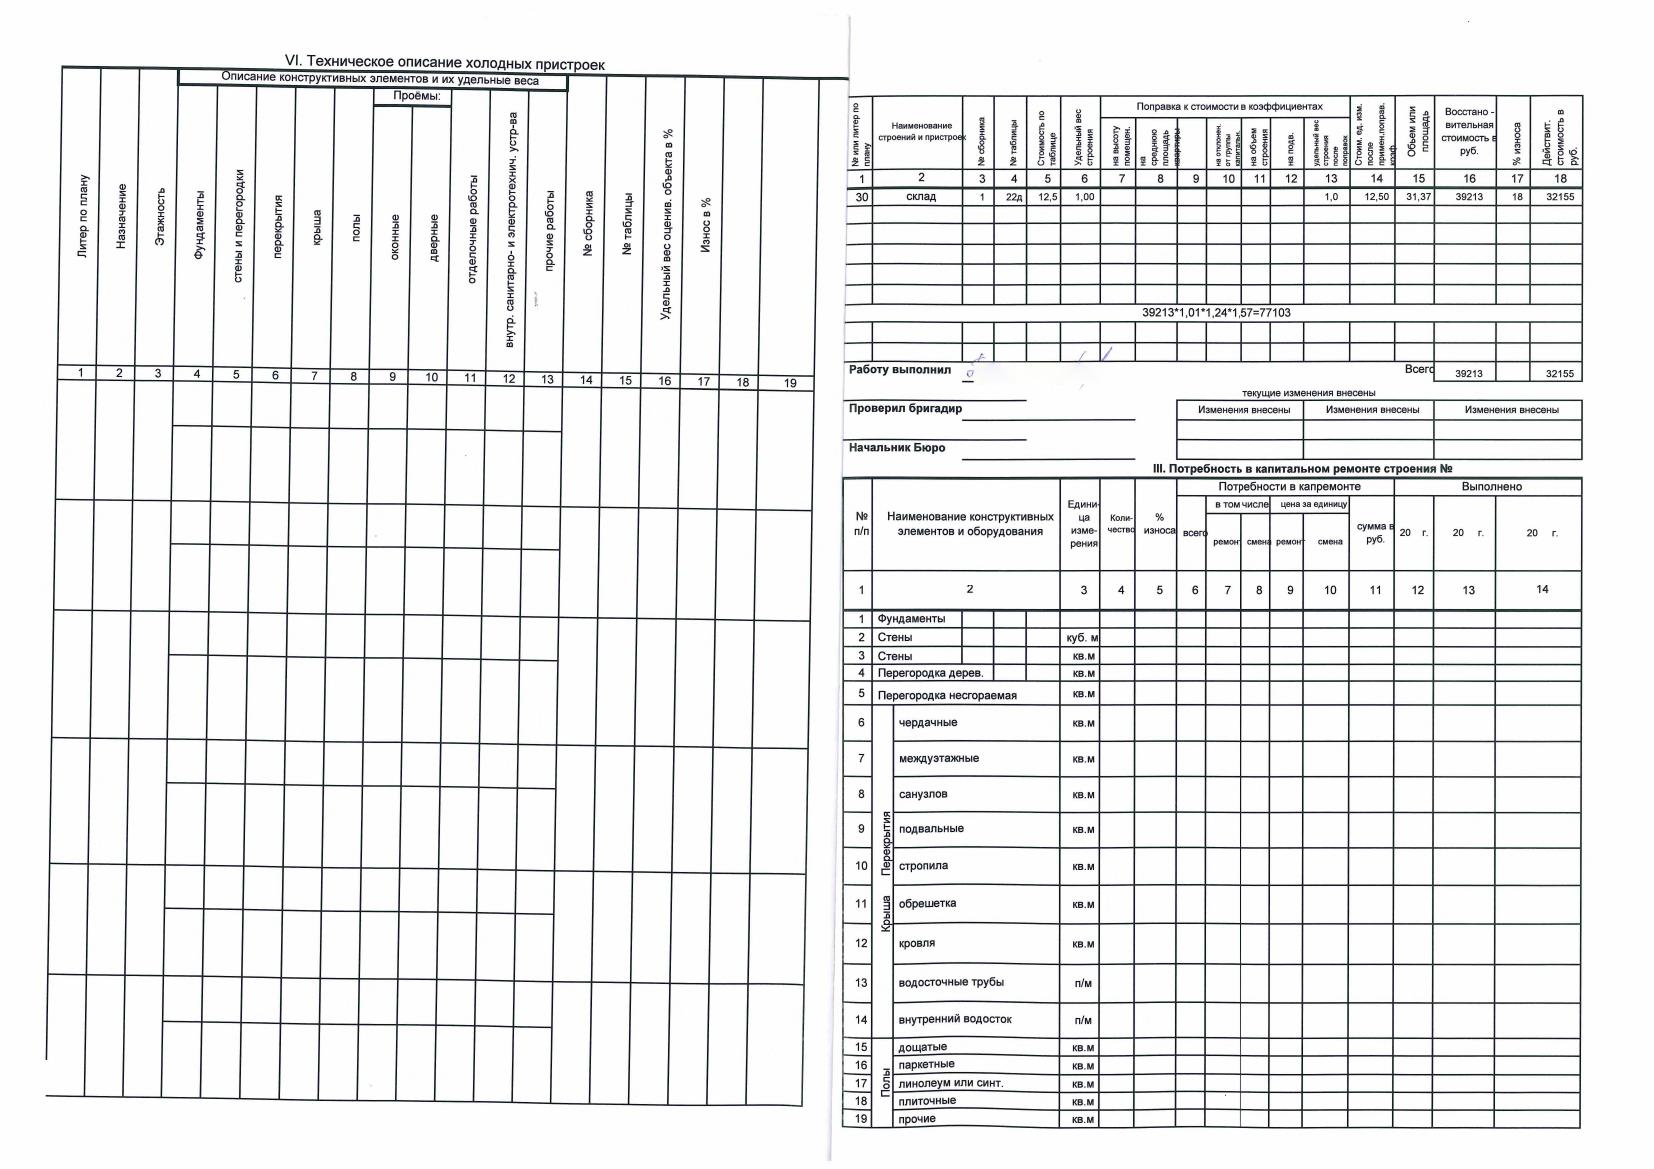 VI. Техническое описание холодных пристроек
Описание конструктивных элементов и их удельные веса
Проёмы:
Литер по плану
Назначение
Этажность
Фундаменты
стены и перегородки
перекрытия
крыша
полы
оконные
дверные
отделочные работы
внутр. санитарно- и электротехнич. устр-ва
прочие работы
№ сборника
№ таблицы
Удельный вес оценив. объекта в %
Износ в %
1 2 3 4 5 6 7 8 9 10 11 12 13 14 15 16 17 18 19
№ или литер по плану
Наименование строений и пристроек
№ сборника
№ таблицы
Стоимость по таблице
Удельный вес строения
Поправка к стоимости в коэффициентах
на высоту помещен.
на среднюю площадь квартиры
на отклонен. от группы капитальн.
на объем строения
на подв.
удельный вес строения после поправок
Стоим. ед. изм. после примен.поправ. коэф
Объем или площадь
Восстано - вительная стоимость в руб.
% износа
Действит. стоимость в руб.
1 2 3 4 5 6 7 8 9 10 11 12 13 14 15 16 17 18
30 склад 1 22д 12,5 1,00 1,0 12,50 31,37 39213 18 32155
39213*1,01*1,24*1,57=77103
Работу выполнил
Всего 39213 32155
текущие изменения внесены
Проверил бригадир
Изменения внесены Изменения внесены Изменения внесены
Начальник Бюро
III. Потребность в капитальном ремонте строения №
№ п/п
Наименование конструктивных элементов и оборудования
Едини- ца изме- рения
Коли- чество
% износа
Потребности в капремонте
Выполнено
всего
в том числе
цена за единицу
ремонт смена ремонт смена
сумма в руб.
20 г. 20 г. 20 г.
1 2 3 4 5 6 7 8 9 10 11 12 13 14
1 Фундаменты
2 Стены куб. м
3 Стены кв.м
4 Перегородка дерев. кв.м
5 Перегородка несгораемая кв.м
Перекрытия
6 чердачные кв.м
7 междуэтажные кв.м
8 санузлов кв.м
9 подвальные кв.м
Крыша
10 стропила кв.м
11 обрешетка кв.м
12 кровля кв.м
13 водосточные трубы п/м
14 внутренний водосток п/м
Полы
15 дощатые кв.м
16 паркетные кв.м
17 линолеум или синт. кв.м
18 плиточные кв.м
19 прочие кв.м